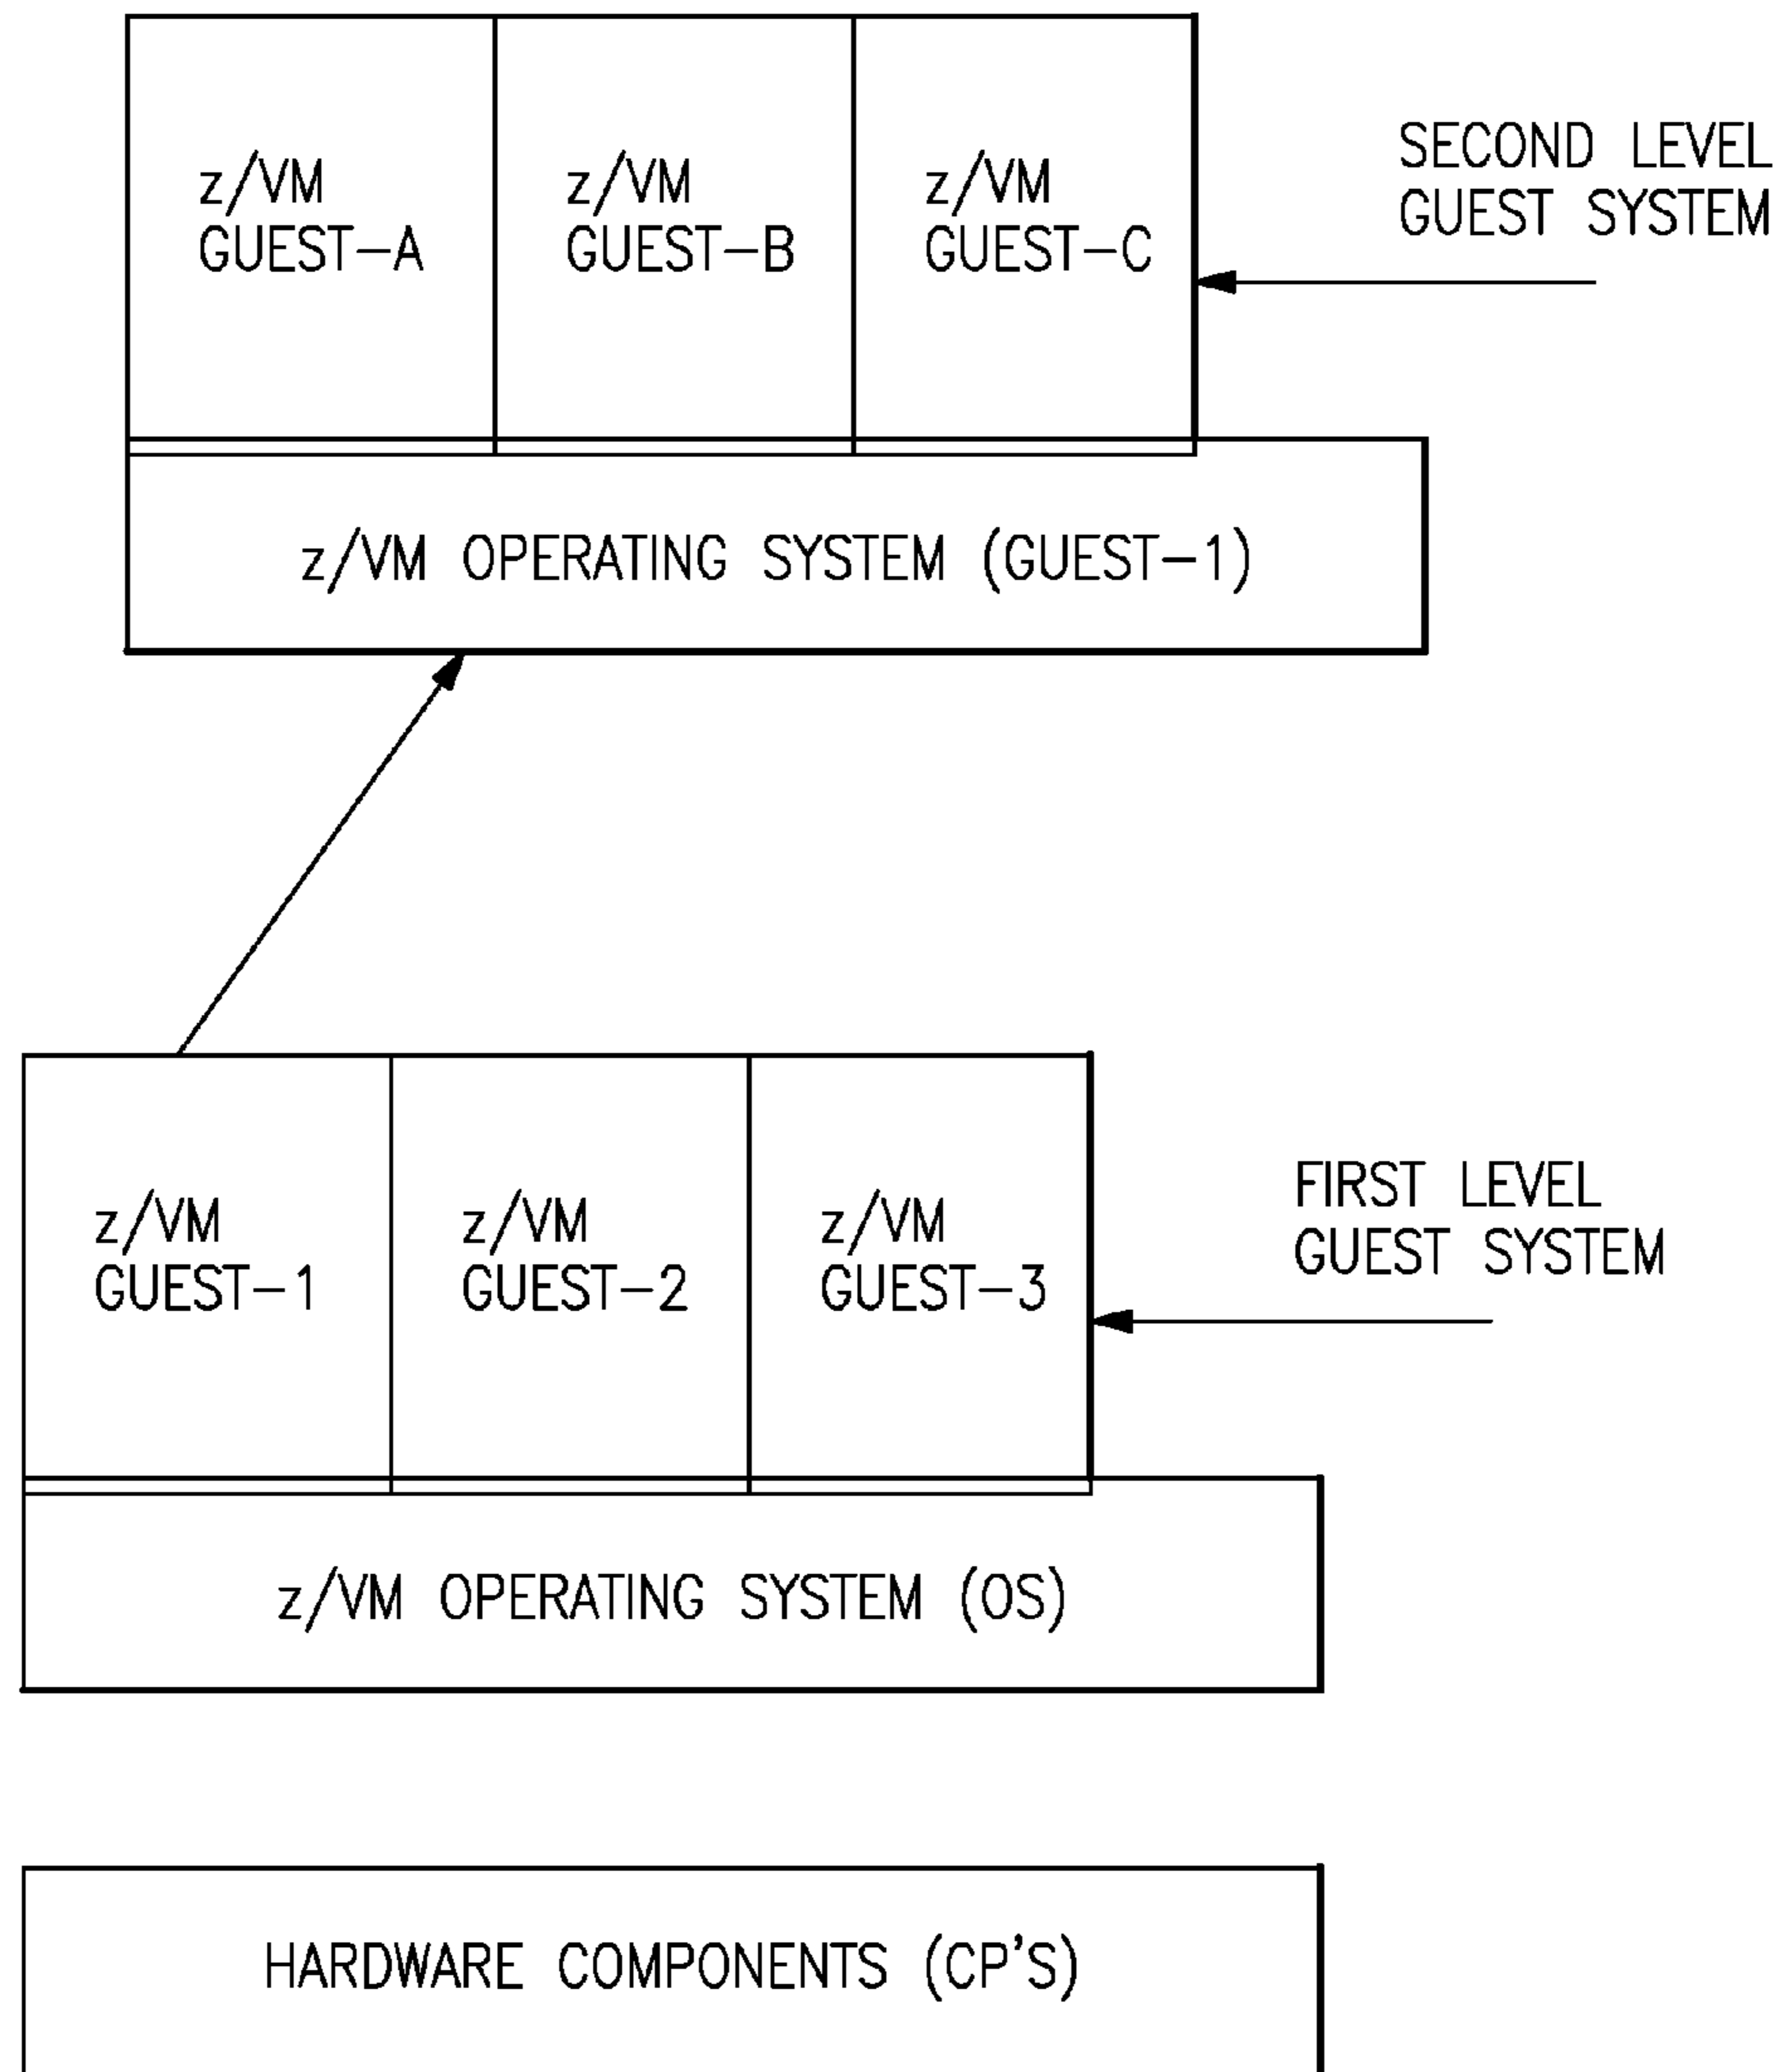 z/VM
GUEST-A
z/VM
GUEST-B
z/VM
GUEST-C
SECOND LEVEL
GUEST SYSTEM
z/VM OPERATING SYSTEM (GUEST-1)
z/VM
GUEST-1
z/VM
GUEST-2
z/VM
GUEST-3
FIRST LEVEL
GUEST SYSTEM
z/VM OPERATING SYSTEM (OS)
HARDWARE COMPONENTS (CP'S)